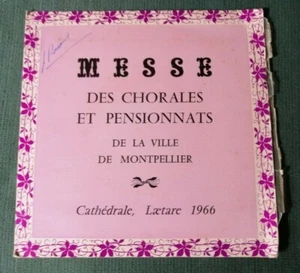 MESSE
DES CHORALES
ET PENSIONNATS
DE LA VILLE
DE MONTPELLIER
Cathédrale, Lætare 1966